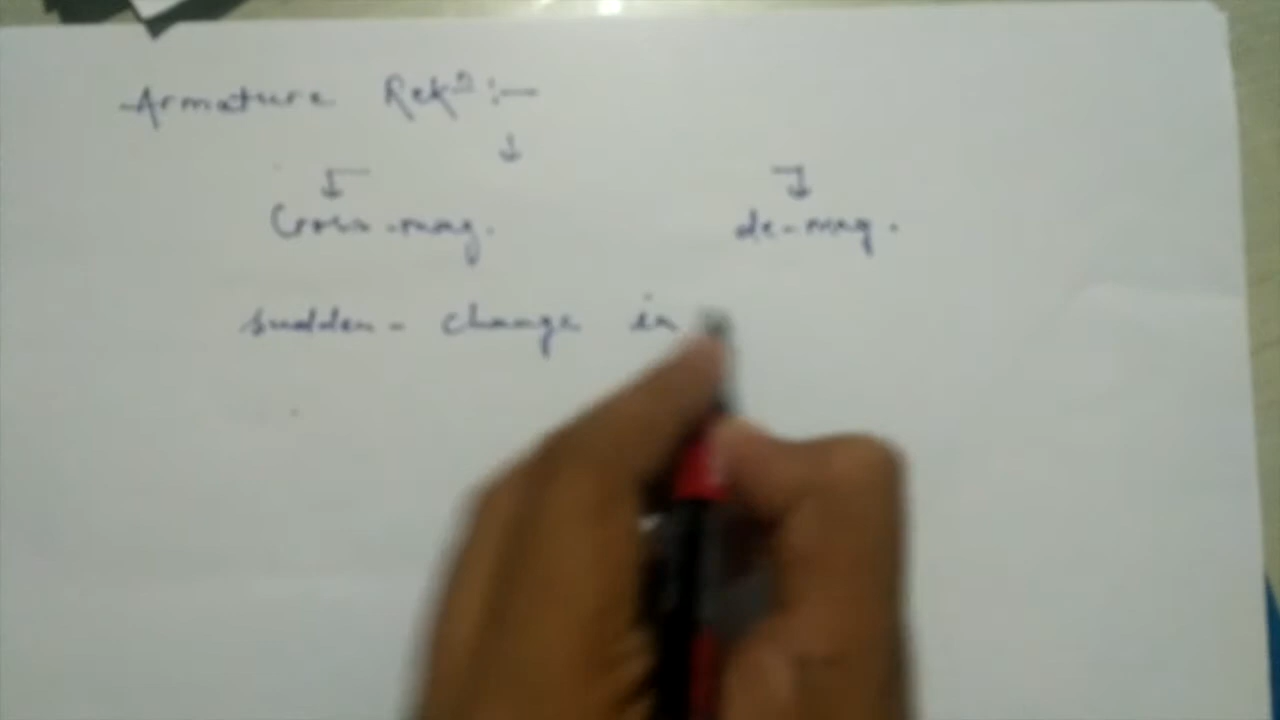 Armature Rekⁿ :-
Cross-mag. de-mag.
sudden - change in